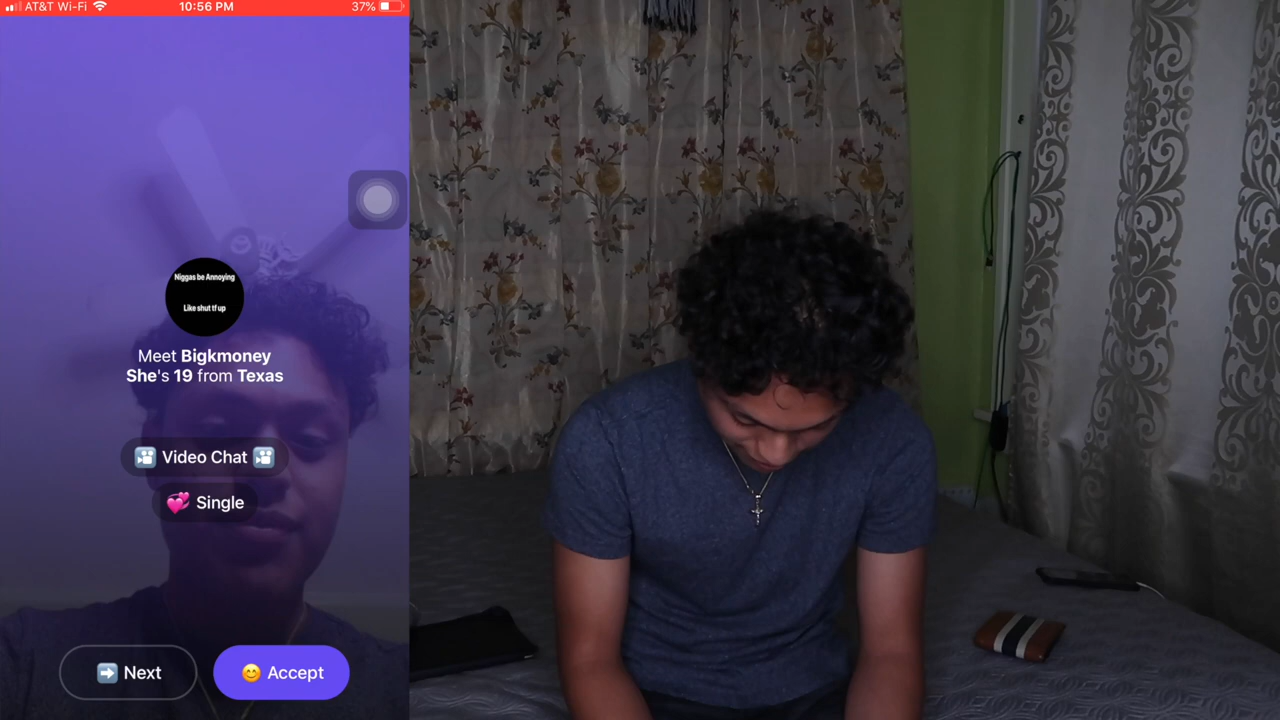 AT&T Wi-Fi 10:56 PM 37%
Niggas be Annoying
Like shut tf up
Meet Bigkmoney
She's 19 from Texas
Video Chat
Single
Next Accept